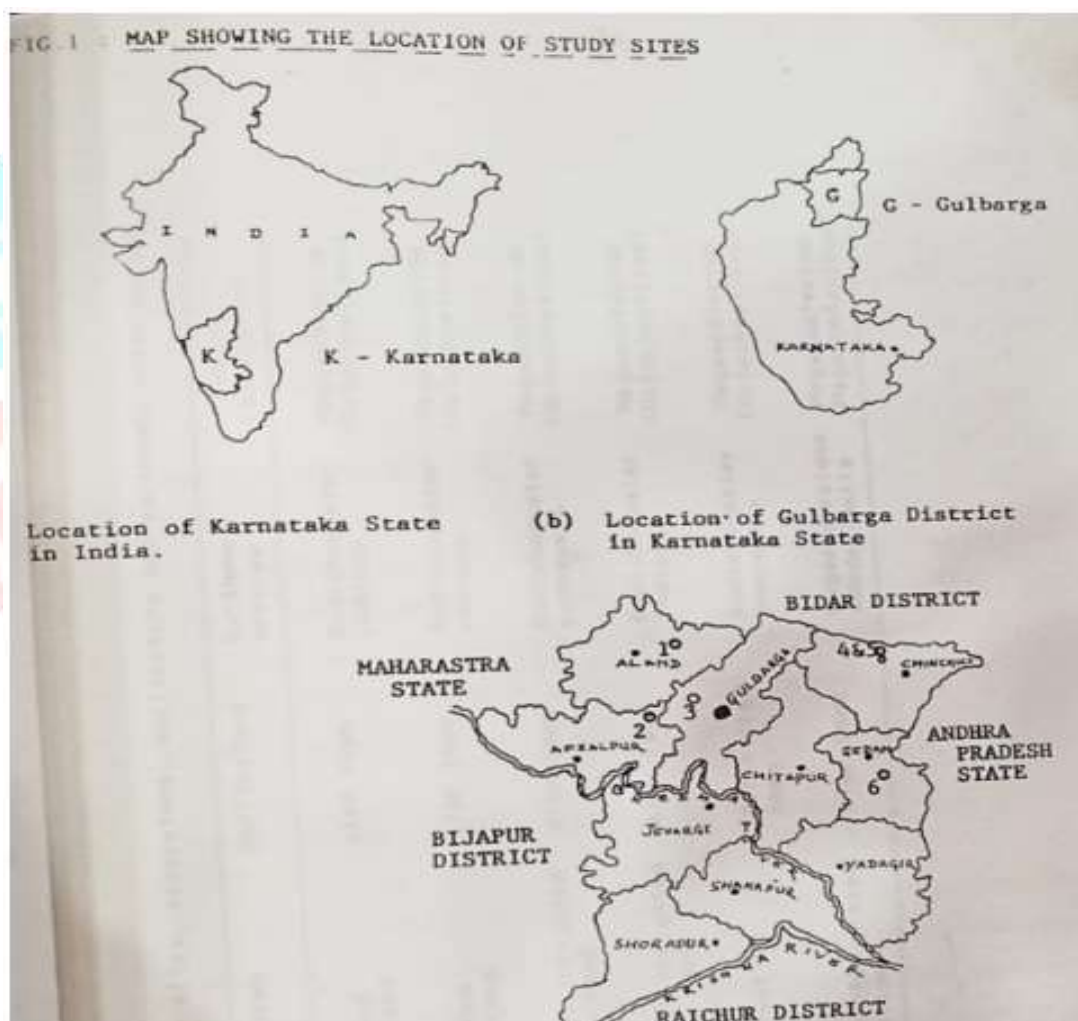 FIG 1 : MAP SHOWING THE LOCATION OF STUDY SITES
I N D I A
K
K - Karnataka
G
G - Gulbarga
KARNATAKA
Location of Karnataka State
in India.
(b) Location of Gulbarga District
in Karnataka State
BIDAR DISTRICT
MAHARASTRA
STATE
1
ALAND
GULBARGA
4&5
CHINCHOLI
2
3
AFZALPUR
SEDAM
ANDHRA
PRADESH
STATE
CHITAPUR
6
BIJAPUR
DISTRICT
JEVARGI
YADAGIR
SHAHAPUR
SHORAPUR
KRISHNA RIVER
RAICHUR DISTRICT